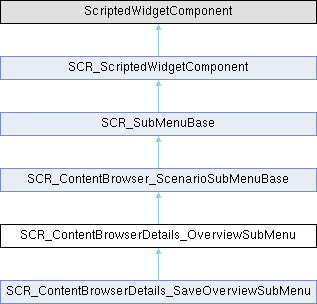 ScriptedWidgetComponent
SCR_ScriptedWidgetComponent
SCR_SubMenuBase
SCR_ContentBrowser_ScenarioSubMenuBase
SCR_ContentBrowserDetails_OverviewSubMenu
SCR_ContentBrowserDetails_SaveOverviewSubMenu